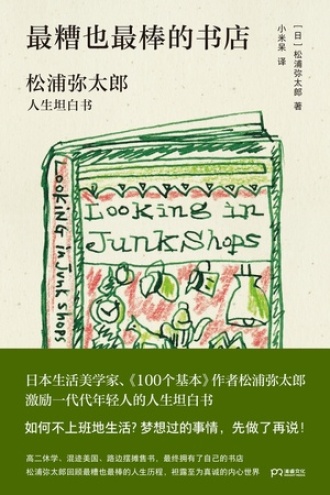 最糟也最棒的书店
松浦弥太郎
人生坦白书
［日］松浦弥太郎 著
小米呆 译
Looking in Junk Shops
Looking in
Junk Shops
日本生活美学家、《100个基本》作者松浦弥太郎
激励一代代年轻人的人生坦白书
如何不上班地生活？梦想过的事情，先做了再说！
高二休学、混迹美国、路边摆摊售书，最终拥有了自己的书店
松浦弥太郎回顾最糟也最棒的人生历程，袒露至为真诚的内心世界